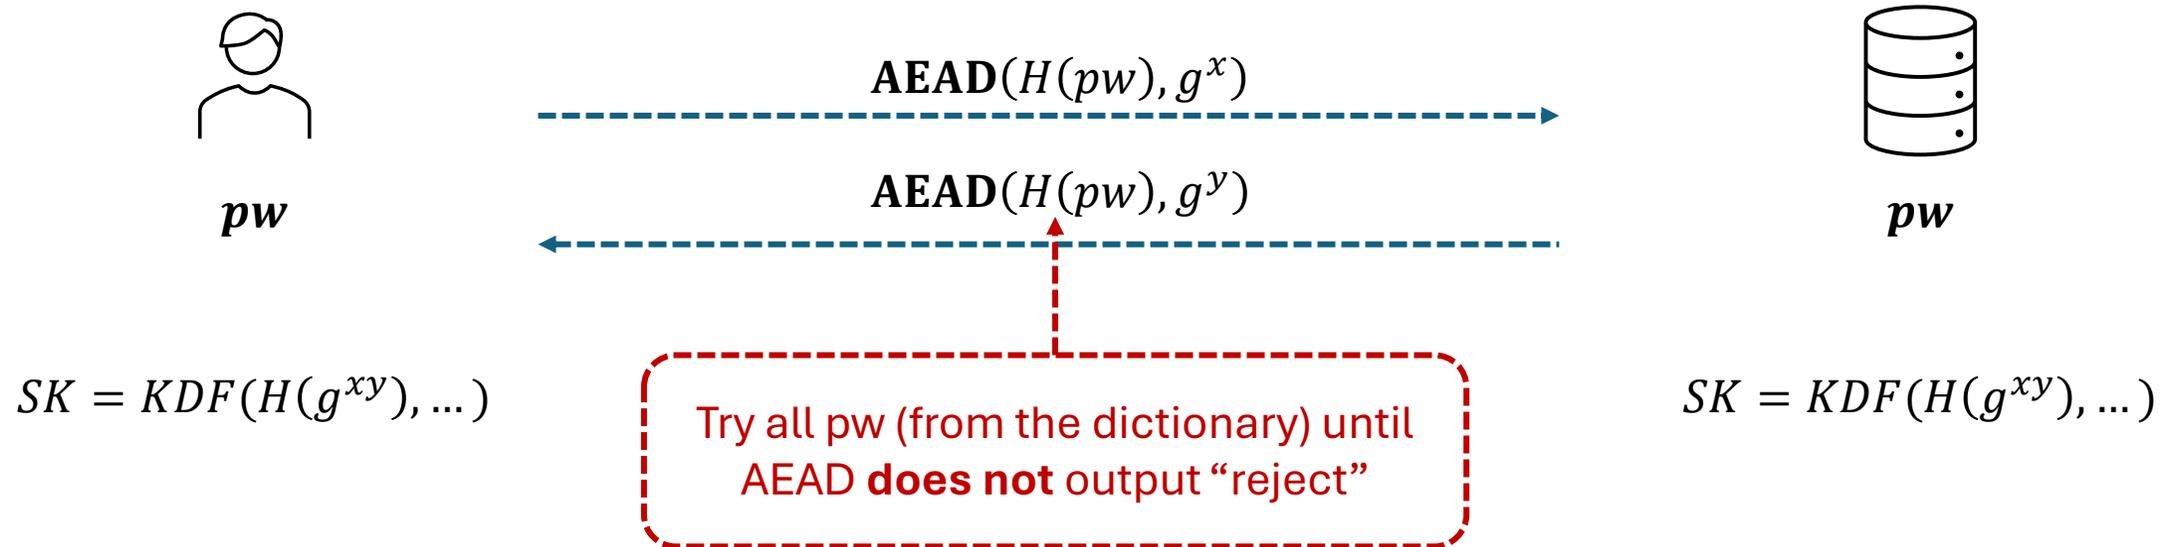 AEAD(H(pw), g^x)
AEAD(H(pw), g^y)
pw
pw
SK = KDF(H(g^{xy}), … )
Try all pw (from the dictionary) until
AEAD does not output “reject”
SK = KDF(H(g^{xy}), … )